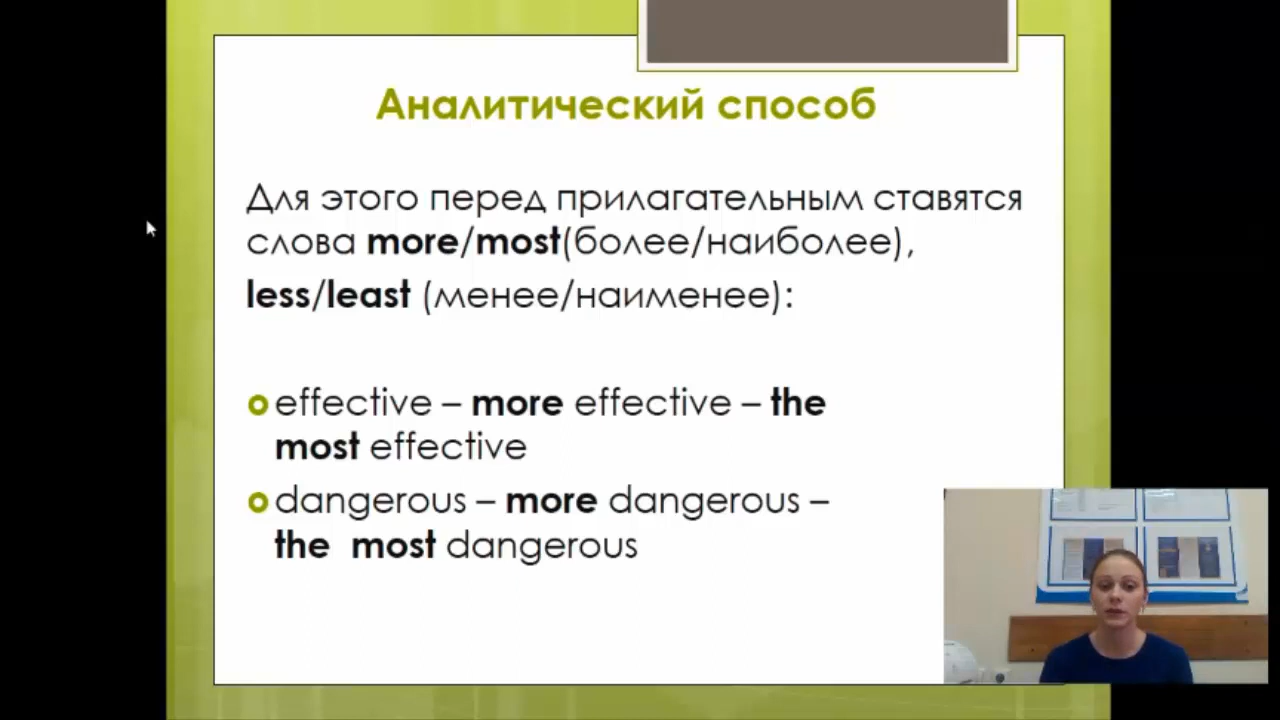 Аналитический способ
Для этого перед прилагательным ставятся
слова more/most(более/наиболее),
less/least (менее/наименее):
effective – more effective – the
most effective
dangerous – more dangerous –
the most dangerous